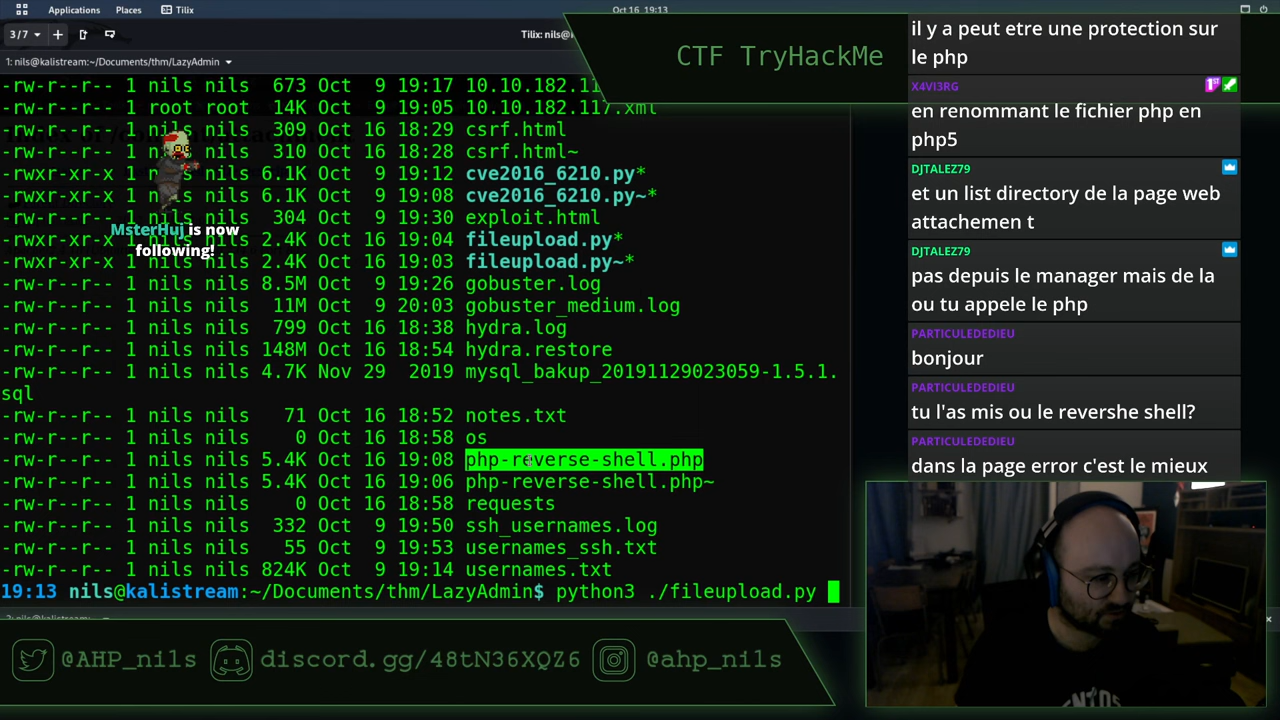 Applications Places Tilix
Oct 16 19:13
3/7
Tilix: nils@
1: nils@kalistream:~/Documents/thm/LazyAdmin
CTF TryHackMe
-rw-r--r-- 1 nils nils 673 Oct 9 19:17 10.10.182.11
-rw-r--r-- 1 root root 14K Oct 9 19:05 10.10.182.117.xml
-rw-r--r-- 1 nils nils 309 Oct 16 18:29 csrf.html
-rw-r--r-- 1 nils nils 310 Oct 16 18:28 csrf.html~
-rwxr-xr-x 1 nils nils 6.1K Oct 9 19:12 cve2016_6210.py*
-rwxr-xr-x 1 nils nils 6.1K Oct 9 19:08 cve2016_6210.py~*
-rw-r--r-- 1 nils nils 304 Oct 9 19:30 exploit.html
-rwxr-xr-x 1 nils nils 2.4K Oct 16 19:04 fileupload.py*
-rwxr-xr-x 1 nils nils 2.4K Oct 16 19:03 fileupload.py~*
-rw-r--r-- 1 nils nils 8.5M Oct 9 19:26 gobuster.log
-rw-r--r-- 1 nils nils 11M Oct 9 20:03 gobuster_medium.log
-rw-r--r-- 1 nils nils 799 Oct 16 18:38 hydra.log
-rw-r--r-- 1 nils nils 148M Oct 16 18:54 hydra.restore
-rw-r--r-- 1 nils nils 4.7K Nov 29 2019 mysql_bakup_20191129023059-1.5.1.
sql
-rw-r--r-- 1 nils nils 71 Oct 16 18:52 notes.txt
-rw-r--r-- 1 nils nils 0 Oct 16 18:58 os
-rw-r--r-- 1 nils nils 5.4K Oct 16 19:08 php-reverse-shell.php
-rw-r--r-- 1 nils nils 5.4K Oct 16 19:06 php-reverse-shell.php~
-rw-r--r-- 1 nils nils 0 Oct 16 18:58 requests
-rw-r--r-- 1 nils nils 332 Oct 9 19:50 ssh_usernames.log
-rw-r--r-- 1 nils nils 55 Oct 9 19:53 usernames_ssh.txt
-rw-r--r-- 1 nils nils 824K Oct 9 19:14 usernames.txt
19:13 nils@kalistream:~/Documents/thm/LazyAdmin$ python3 ./fileupload.py
MsterHuj is now
following!
il y a peut etre une protection sur
le php
X4VI3RG
en renommant le fichier php en
php5
DJTALEZ79
et un list directory de la page web
attachemen t
DJTALEZ79
pas depuis le manager mais de la
ou tu appele le php
PARTICULEDEDIEU
bonjour
PARTICULEDEDIEU
tu l'as mis ou le revershe shell?
PARTICULEDEDIEU
dans la page error c'est le mieux
@AHP_nils discord.gg/48tN36XQZ6 @ahp_nils